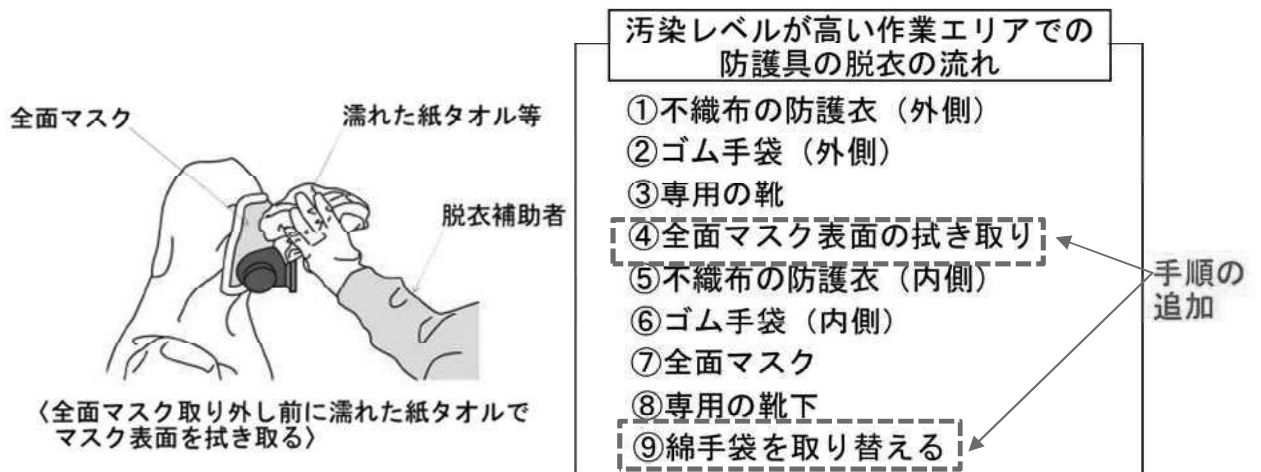 全面マスク
濡れた紙タオル等
脱衣補助者
〈全面マスク取り外し前に濡れた紙タオルで
マスク表面を拭き取る〉
汚染レベルが高い作業エリアでの
防護具の脱衣の流れ
①不織布の防護衣（外側）
②ゴム手袋（外側）
③専用の靴
④全面マスク表面の拭き取り
⑤不織布の防護衣（内側）
⑥ゴム手袋（内側）
⑦全面マスク
⑧専用の靴下
⑨綿手袋を取り替える
手順の
追加